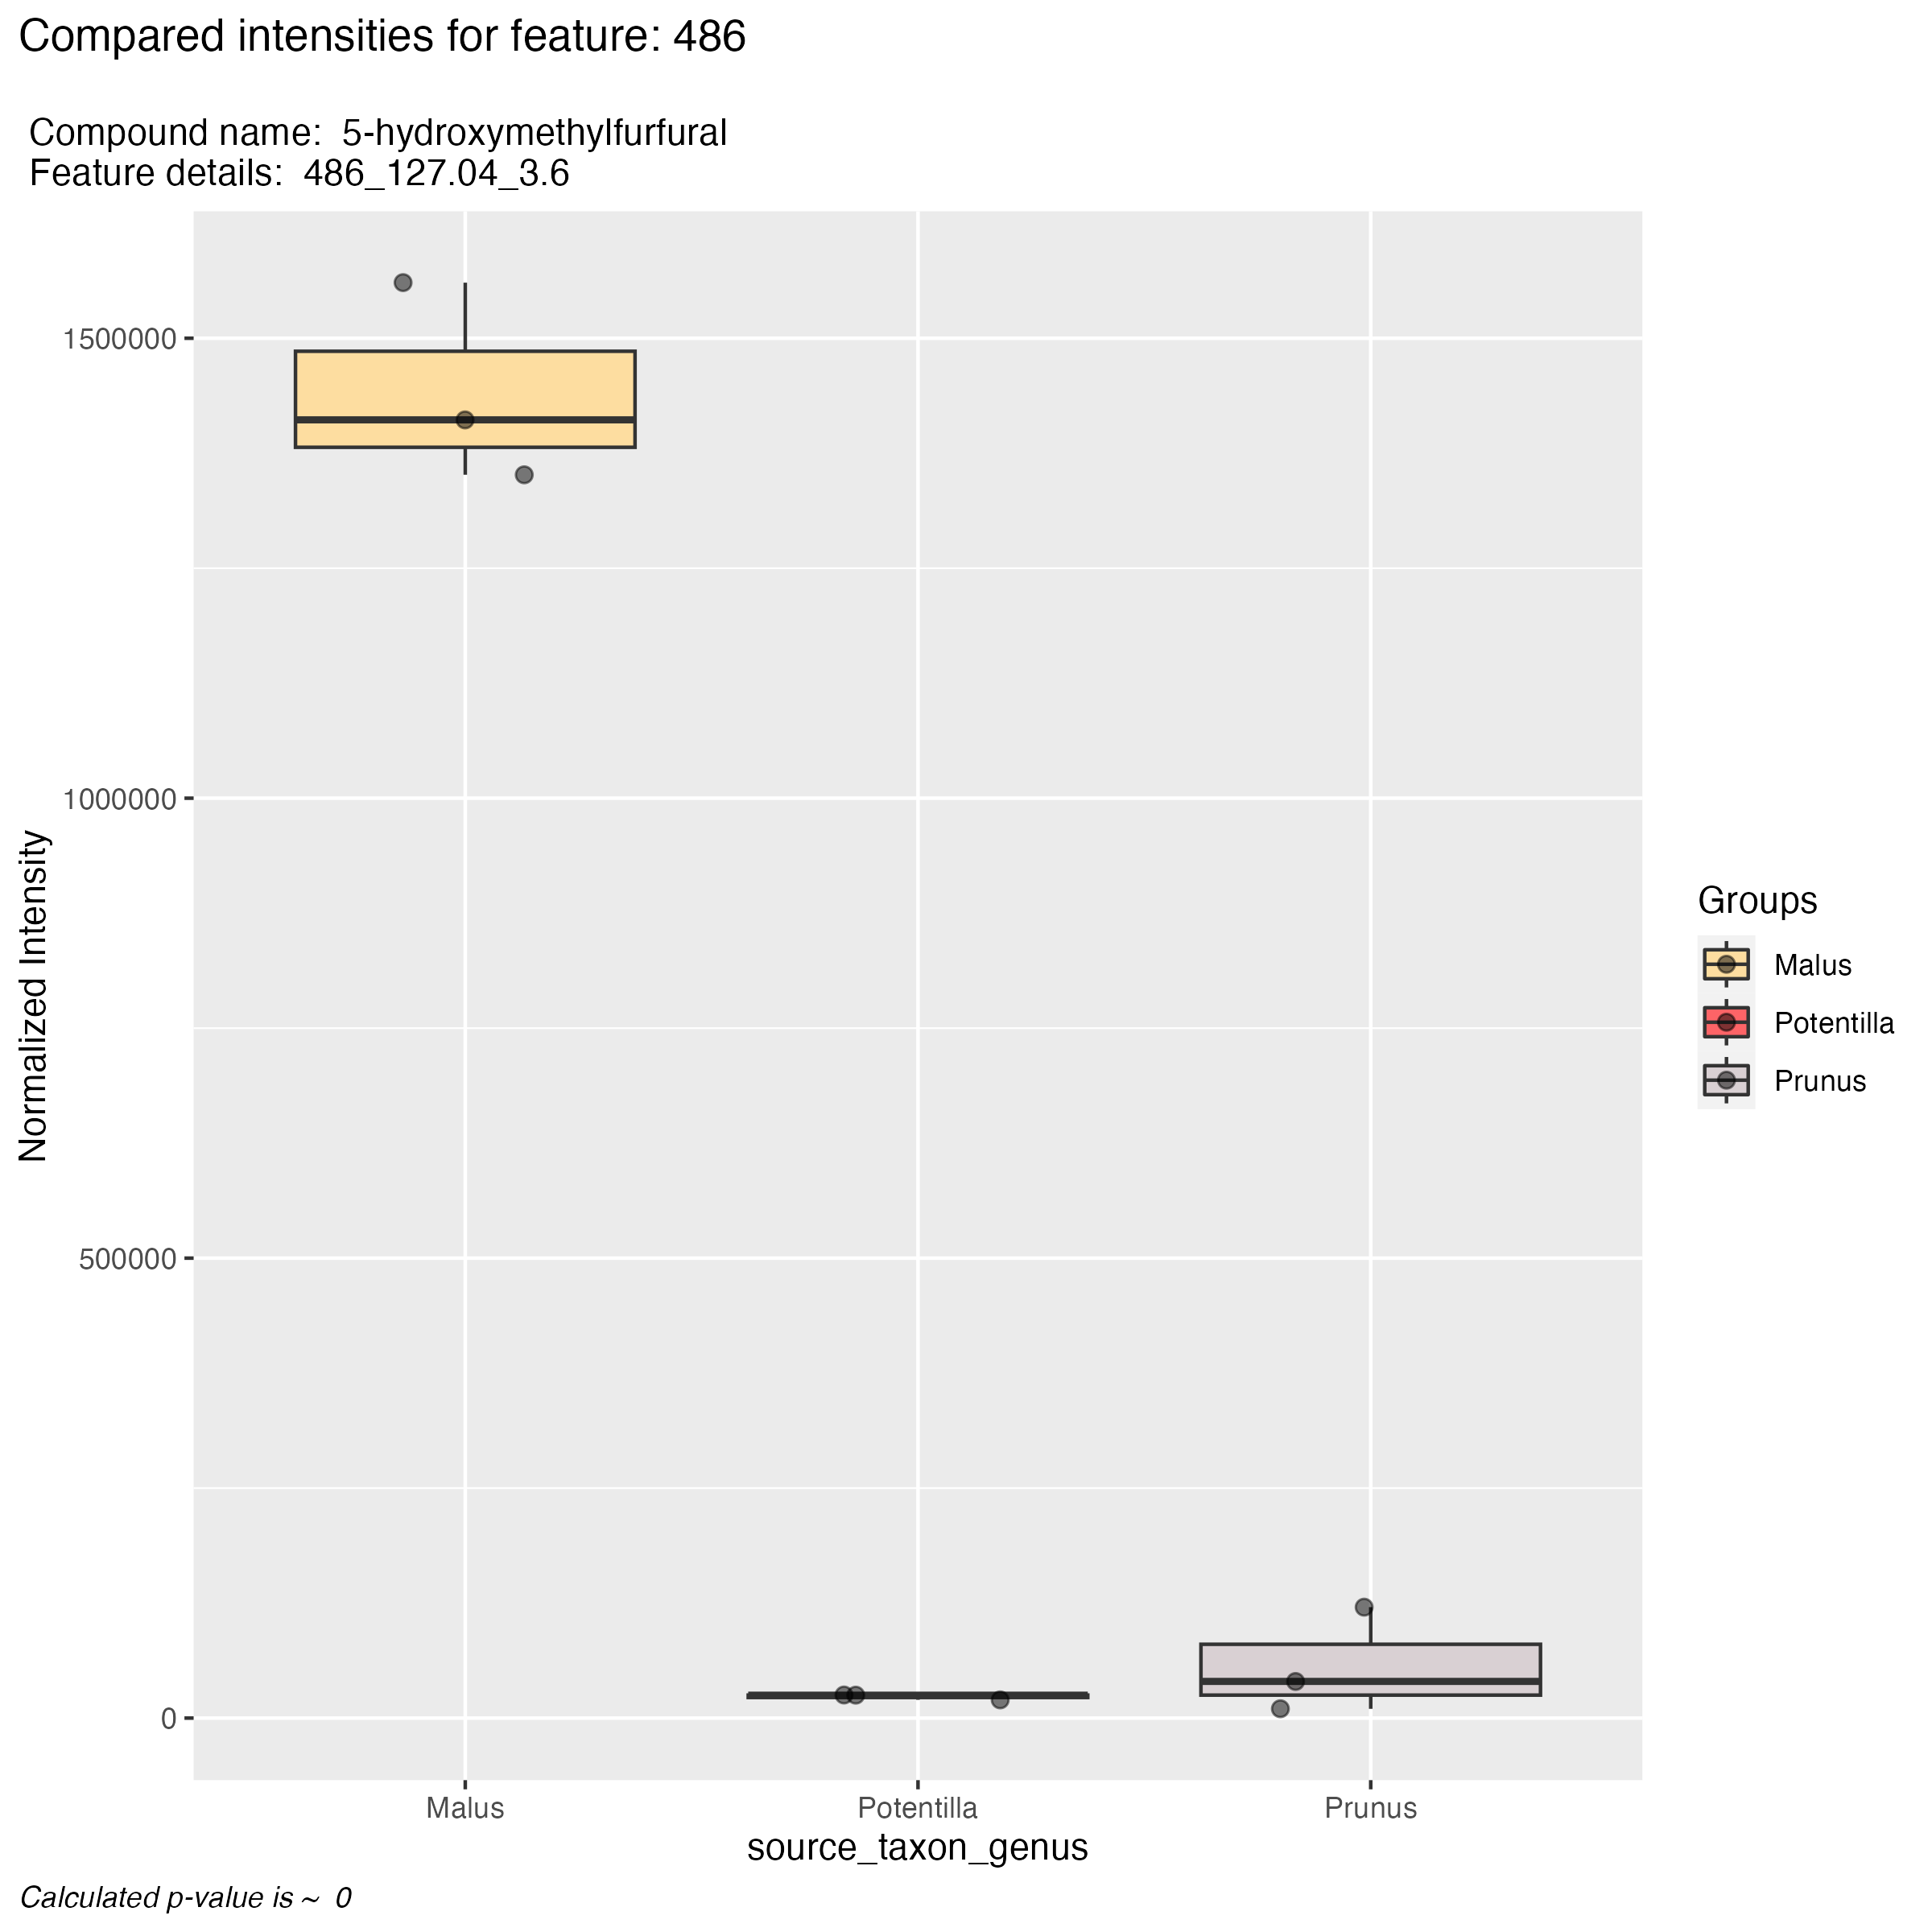 Compared intensities for feature: 486
Compound name:  5-hydroxymethylfurfural
Feature details:  486_127.04_3.6
Normalized Intensity
1500000
1000000
500000
0
Malus
Potentilla
Prunus
source_taxon_genus
Groups
Malus
Potentilla
Prunus
Calculated p-value is ~  0